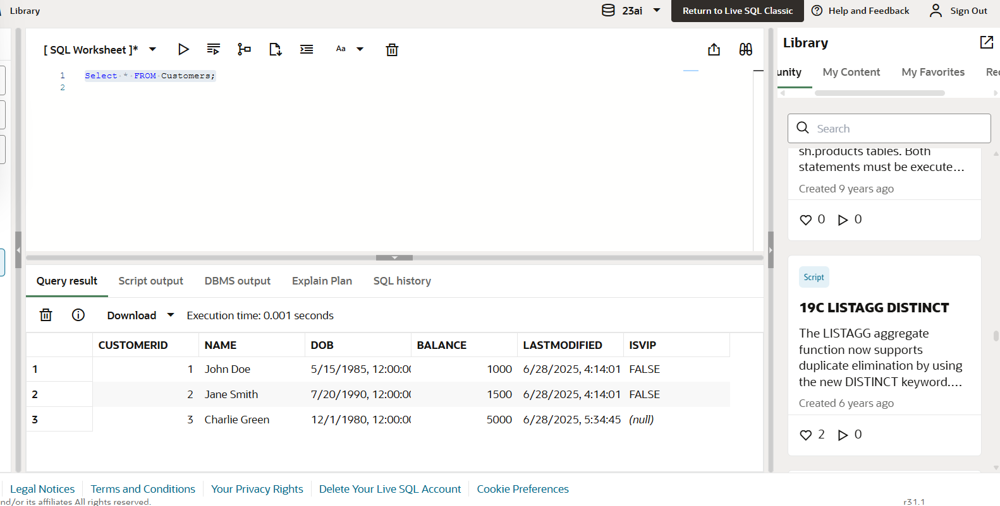 Library
23ai
Return to Live SQL Classic
Help and Feedback
Sign Out
[ SQL Worksheet ]*
Aa
1 Select * FROM Customers;
2
Query result Script output DBMS output Explain Plan SQL history
Download Execution time: 0.001 seconds
CUSTOMERID NAME DOB BALANCE LASTMODIFIED ISVIP
1 1 John Doe 5/15/1985, 12:00:00 1000 6/28/2025, 4:14:01 FALSE
2 2 Jane Smith 7/20/1990, 12:00:00 1500 6/28/2025, 4:14:01 FALSE
3 3 Charlie Green 12/1/1980, 12:00:00 5000 6/28/2025, 5:34:45 (null)
Library
unity My Content My Favorites Rec
Search
sh.products tables. Both
statements must be execute...
Created 9 years ago
0 0
Script
19C LISTAGG DISTINCT
The LISTAGG aggregate
function now supports
duplicate elimination by using
the new DISTINCT keyword....
Created 6 years ago
2 0
Legal Notices Terms and Conditions Your Privacy Rights Delete Your Live SQL Account Cookie Preferences
nd/or its affiliates All rights reserved.
r31.1